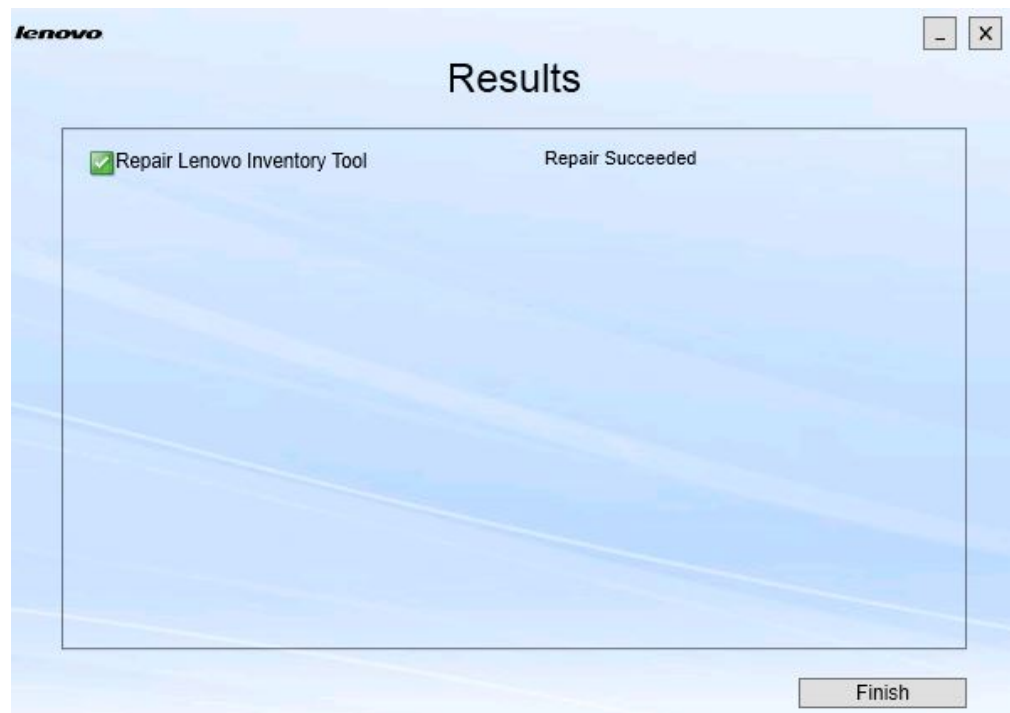 lenovo
Results
Repair Lenovo Inventory Tool Repair Succeeded
Finish